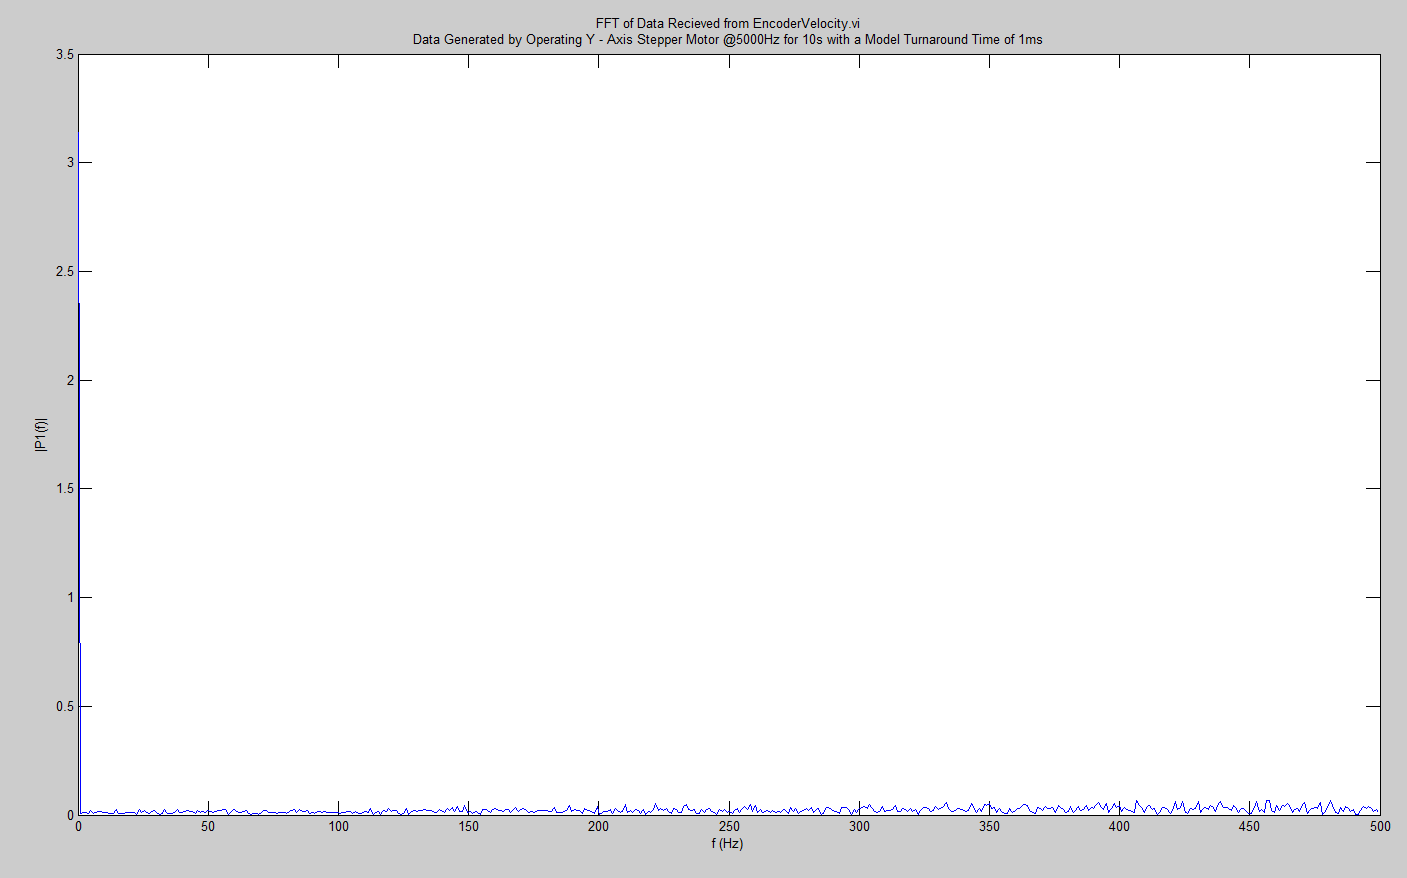 FFT of Data Recieved from EncoderVelocity.vi
Data Generated by Operating Y - Axis Stepper Motor @5000Hz for 10s with a Model Turnaround Time of 1ms
3.5
3
2.5
2
|P1(f)|
1.5
1
0.5
0
0 50 100 150 200 250 300 350 400 450 500
f (Hz)